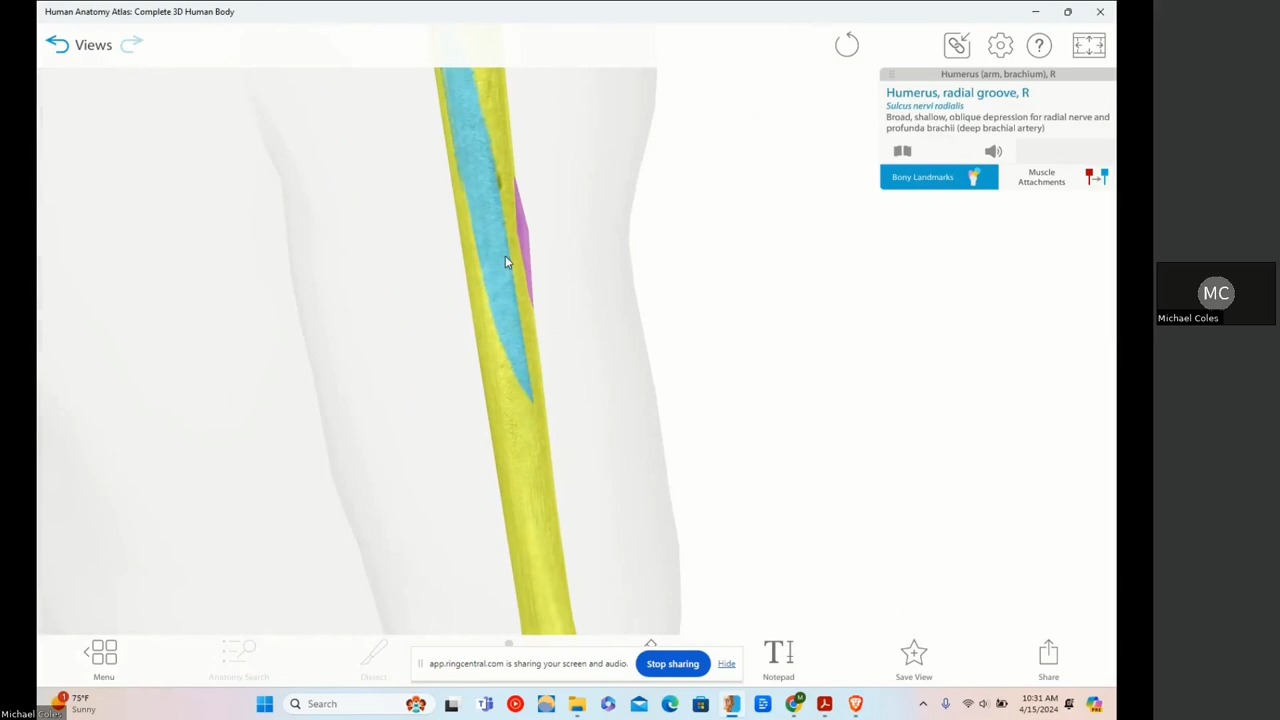 Human Anatomy Atlas: Complete 3D Human Body
Views
?
Humerus (arm, brachium), R
Humerus, radial groove, R
Sulcus nervi radialis
Broad, shallow, oblique depression for radial nerve and
profunda brachii (deep brachial artery)
Bony Landmarks
Muscle
Attachments
MC
Michael Coles
Menu
Anatomy Search
Dissect
app.ringcentral.com is sharing your screen and audio.
Stop sharing
Hide
Notepad
Save View
Share
1
75°F
Sunny
Search
10:31 AM
4/15/2024
Michael Coles